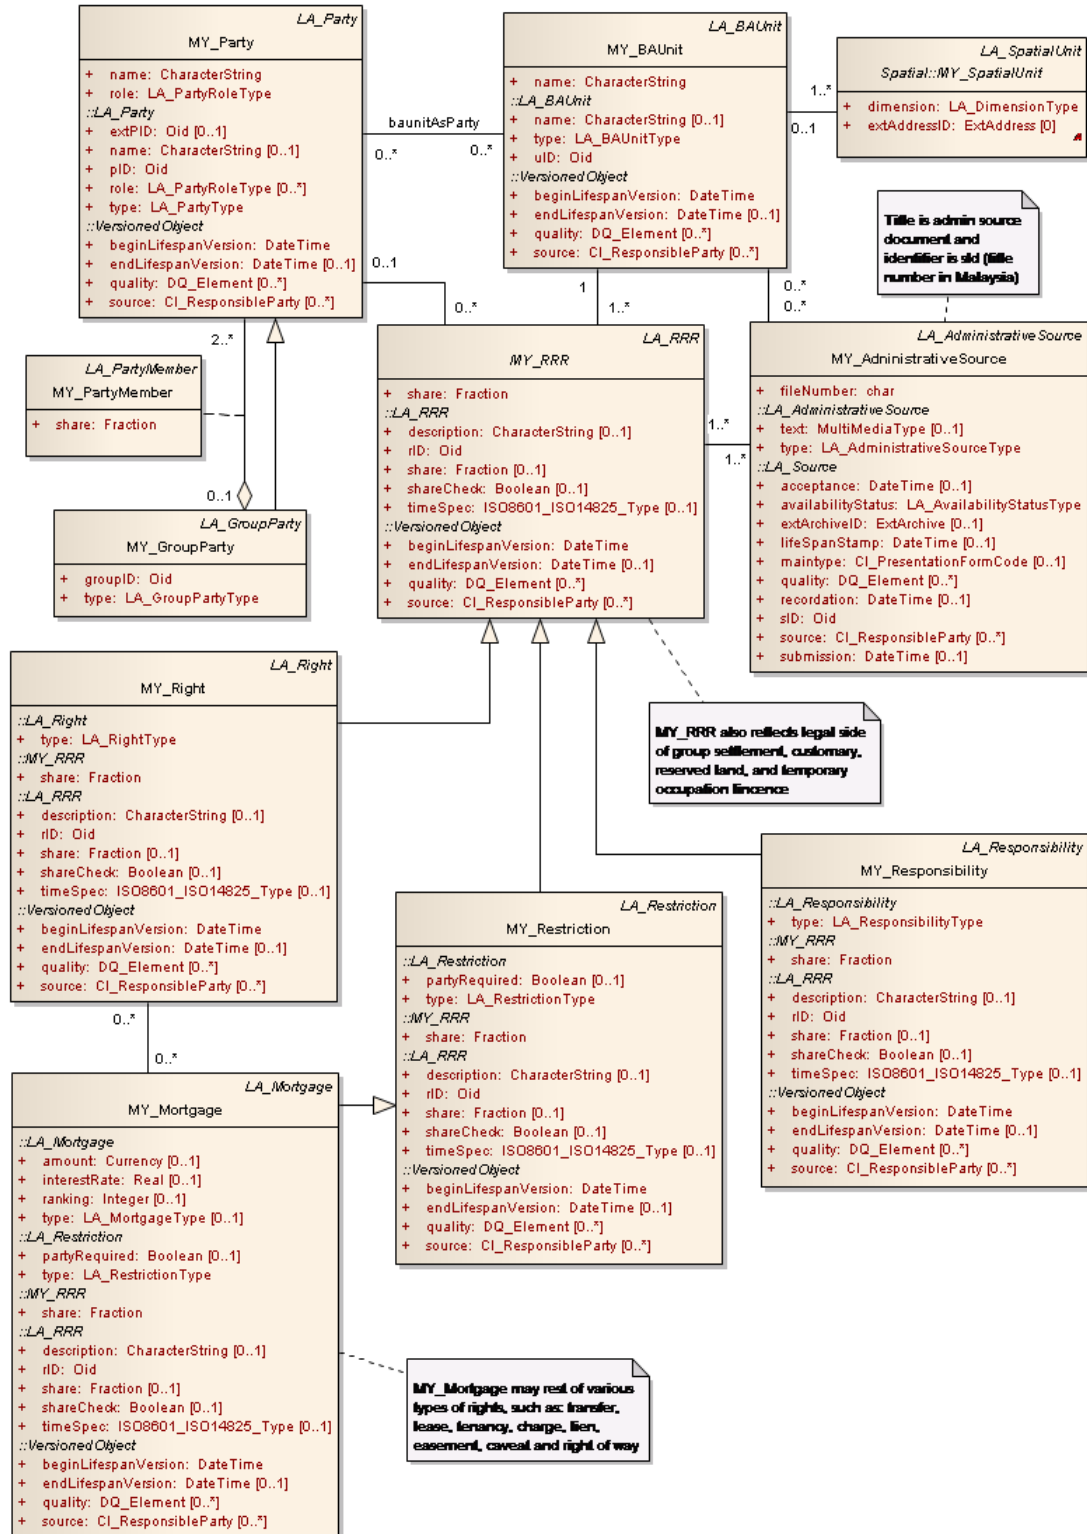 LA_Party
MY_Party
+ name: CharacterString
+ role: LA_PartyRoleType
::LA_Party
+ extPID: Oid [0..1]
+ name: CharacterString [0..1]
+ pID: Oid
+ role: LA_PartyRoleType [0..*]
+ type: LA_PartyType
::VersionedObject
+ beginLifespanVersion: DateTime
+ endLifespanVersion: DateTime [0..1]
+ quality: DQ_Element [0..*]
+ source: CI_ResponsibleParty [0..*]
baunitAsParty
0..*
0..*
LA_BAUnit
MY_BAUnit
+ name: CharacterString
::LA_BAUnit
+ name: CharacterString [0..1]
+ type: LA_BAUnitType
+ uID: Oid
::VersionedObject
+ beginLifespanVersion: DateTime
+ endLifespanVersion: DateTime [0..1]
+ quality: DQ_Element [0..*]
+ source: CI_ResponsibleParty [0..*]
1..*
0..1
LA_SpatialUnit
Spatial::MY_SpatialUnit
+ dimension: LA_DimensionType
+ extAddressID: ExtAddress [0]
Title is admin source
document and
identifier is sId (title
number in Malaysia)
0..1
0..*
1
1..*
0..*
0..*
2..*
0..1
LA_PartyMember
MY_PartyMember
+ share: Fraction
LA_GroupParty
MY_GroupParty
+ groupID: Oid
+ type: LA_GroupPartyType
LA_RRR
MY_RRR
+ share: Fraction
::LA_RRR
+ description: CharacterString [0..1]
+ rID: Oid
+ share: Fraction [0..1]
+ shareCheck: Boolean [0..1]
+ timeSpec: ISO8601_ISO14825_Type [0..1]
::VersionedObject
+ beginLifespanVersion: DateTime
+ endLifespanVersion: DateTime [0..1]
+ quality: DQ_Element [0..*]
+ source: CI_ResponsibleParty [0..*]
1..*
1..*
LA_AdministrativeSource
MY_AdninistrativeSource
+ fileNumber: char
::LA_AdministrativeSource
+ text: MultiMediaType [0..1]
+ type: LA_AdministrativeSourceType
::LA_Source
+ acceptance: DateTime [0..1]
+ availabilityStatus: LA_AvailabilityStatusType
+ extArchiveID: ExtArchive [0..1]
+ lifeSpanStamp: DateTime [0..1]
+ maintype: CI_PresentationFormCode [0..1]
+ quality: DQ_Element [0..*]
+ recordation: DateTime [0..1]
+ sID: Oid
+ source: CI_ResponsibleParty [0..*]
+ submission: DateTime [0..1]
MY_RRR also reflects legal side
of group settlement, customary,
reserved land, and temporary
occupation lincence
LA_Right
MY_Right
::LA_Right
+ type: LA_RightType
::MY_RRR
+ share: Fraction
::LA_RRR
+ description: CharacterString [0..1]
+ rID: Oid
+ share: Fraction [0..1]
+ shareCheck: Boolean [0..1]
+ timeSpec: ISO8601_ISO14825_Type [0..1]
::VersionedObject
+ beginLifespanVersion: DateTime
+ endLifespanVersion: DateTime [0..1]
+ quality: DQ_Element [0..*]
+ source: CI_ResponsibleParty [0..*]
0..*
0..*
LA_Restriction
MY_Restriction
::LA_Restriction
+ partyRequired: Boolean [0..1]
+ type: LA_RestrictionType
::MY_RRR
+ share: Fraction
::LA_RRR
+ description: CharacterString [0..1]
+ rID: Oid
+ share: Fraction [0..1]
+ shareCheck: Boolean [0..1]
+ timeSpec: ISO8601_ISO14825_Type [0..1]
::VersionedObject
+ beginLifespanVersion: DateTime
+ endLifespanVersion: DateTime [0..1]
+ quality: DQ_Element [0..*]
+ source: CI_ResponsibleParty [0..*]
LA_Responsibility
MY_Responsibility
::LA_Responsibility
+ type: LA_ResponsibilityType
::MY_RRR
+ share: Fraction
::LA_RRR
+ description: CharacterString [0..1]
+ rID: Oid
+ share: Fraction [0..1]
+ shareCheck: Boolean [0..1]
+ timeSpec: ISO8601_ISO14825_Type [0..1]
::VersionedObject
+ beginLifespanVersion: DateTime
+ endLifespanVersion: DateTime [0..1]
+ quality: DQ_Element [0..*]
+ source: CI_ResponsibleParty [0..*]
LA_Mortgage
MY_Mortgage
::LA_Mortgage
+ amount: Currency [0..1]
+ interestRate: Real [0..1]
+ ranking: Integer [0..1]
+ type: LA_MortgageType [0..1]
::LA_Restriction
+ partyRequired: Boolean [0..1]
+ type: LA_RestrictionType
::MY_RRR
+ share: Fraction
::LA_RRR
+ description: CharacterString [0..1]
+ rID: Oid
+ share: Fraction [0..1]
+ shareCheck: Boolean [0..1]
+ timeSpec: ISO8601_ISO14825_Type [0..1]
::VersionedObject
+ beginLifespanVersion: DateTime
+ endLifespanVersion: DateTime [0..1]
+ quality: DQ_Element [0..*]
+ source: CI_ResponsibleParty [0..*]
MY_Mortgage may rest of various
types of rights, such as: transfer,
lease, tenancy, charge, lien,
easement, caveat and right of way